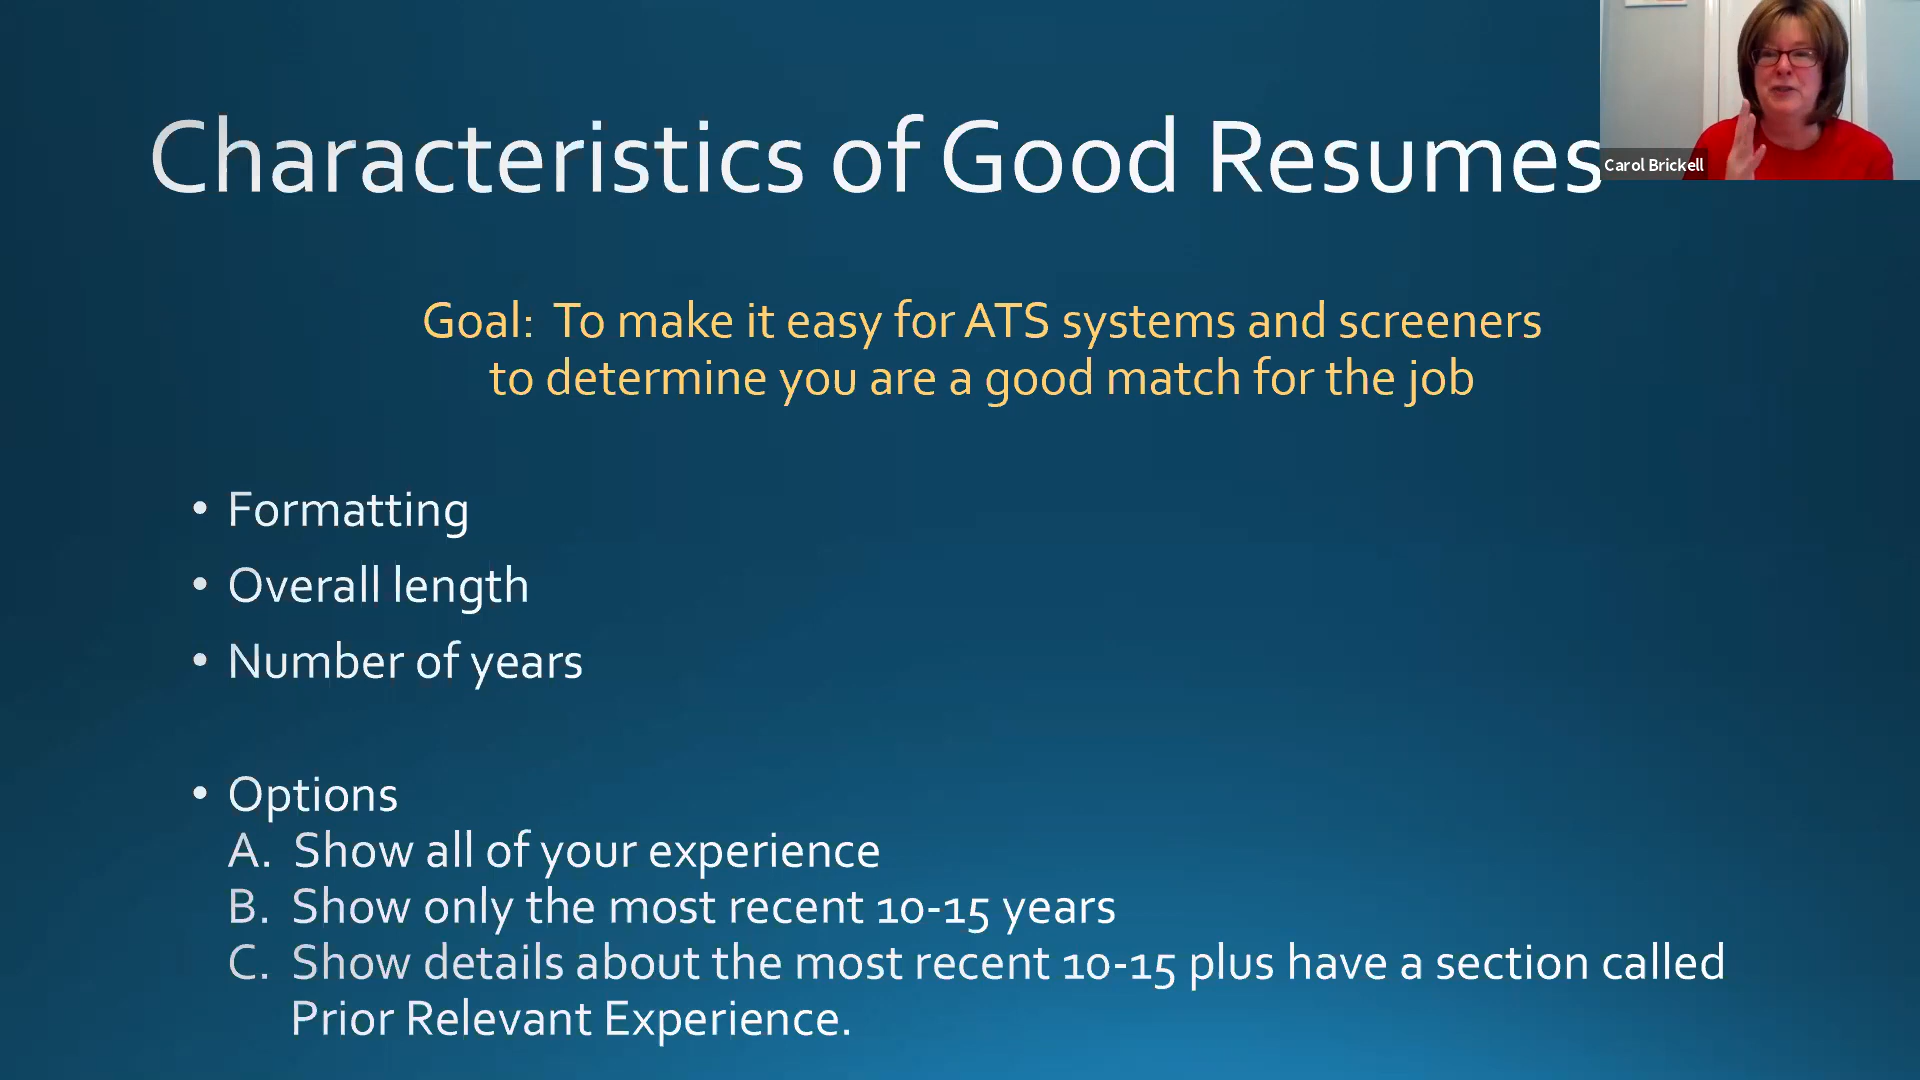 Characteristics of Good Resumes
Carol Brickell
Goal: To make it easy for ATS systems and screeners
to determine you are a good match for the job
• Formatting
• Overall length
• Number of years
• Options
A. Show all of your experience
B. Show only the most recent 10-15 years
C. Show details about the most recent 10-15 plus have a section called
Prior Relevant Experience.